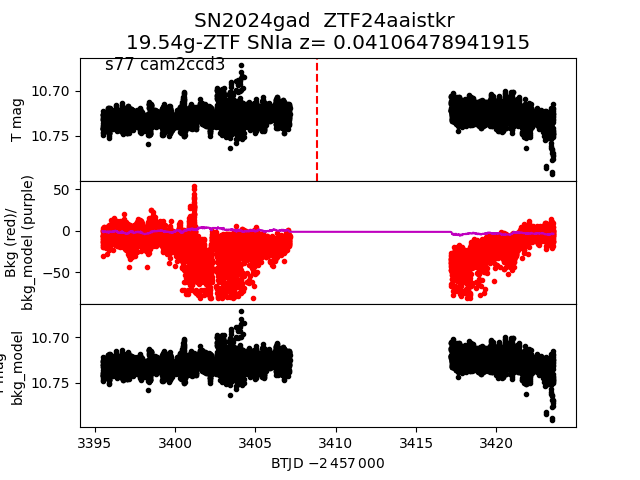 SN2024gad  ZTF24aaistkr
19.54g-ZTF SNIa z= 0.04106478941915
s77 cam2ccd3
T mag
10.70
10.75
Bkg (red)/
bkg_model (purple)
50
0
−50
mag
bkg_model
10.70
10.75
3395
3400
3405
3410
3415
3420
BTJD −2 457 000